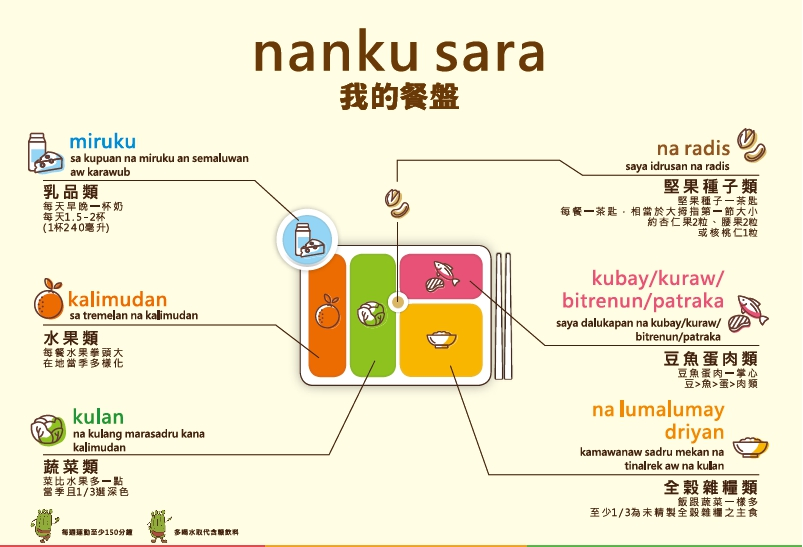 nanku sara
我的餐盤
miruku
sa kupuan na miruku an semaluwan
aw karawub
乳品類
每天早晚一杯奶
每天1.5-2杯
(1杯240毫升)
kalimudan
sa tremelan na kalimudan
水果類
每餐水果拳頭大
在地當季多樣化
kulan
na kulang marasadru kana
kalimudan
蔬菜類
菜比水果多一點
當季且1/3選深色
na radis
saya idrusan na radis
堅果種子類
堅果種子一茶匙
每餐一茶匙，相當於大拇指第一節大小
約杏仁果2粒、腰果2粒
或核桃仁1粒
kubay/kuraw/
bitrenun/patraka
saya dalukapan na kubay/kuraw/
bitrenun/patraka
豆魚蛋肉類
豆魚蛋肉一掌心
豆>魚>蛋>肉類
na lumalumay
driyan
kamawanaw sadru mekan na
tinalrek aw na kulan
全穀雜糧類
飯跟蔬菜一樣多
至少1/3為未精製全穀雜糧之主食
每週運動至少150分鐘
多喝水取代含糖飲料